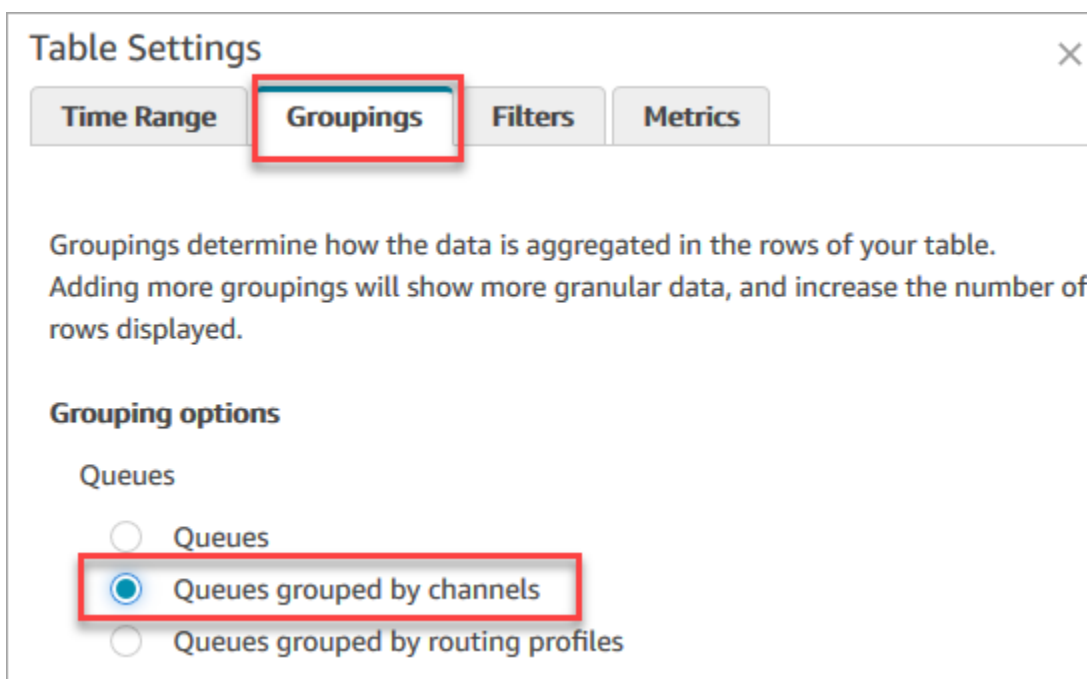 Table Settings
Time Range Groupings Filters Metrics
Groupings determine how the data is aggregated in the rows of your table.
Adding more groupings will show more granular data, and increase the number of
rows displayed.
Grouping options
Queues
Queues
Queues grouped by channels
Queues grouped by routing profiles